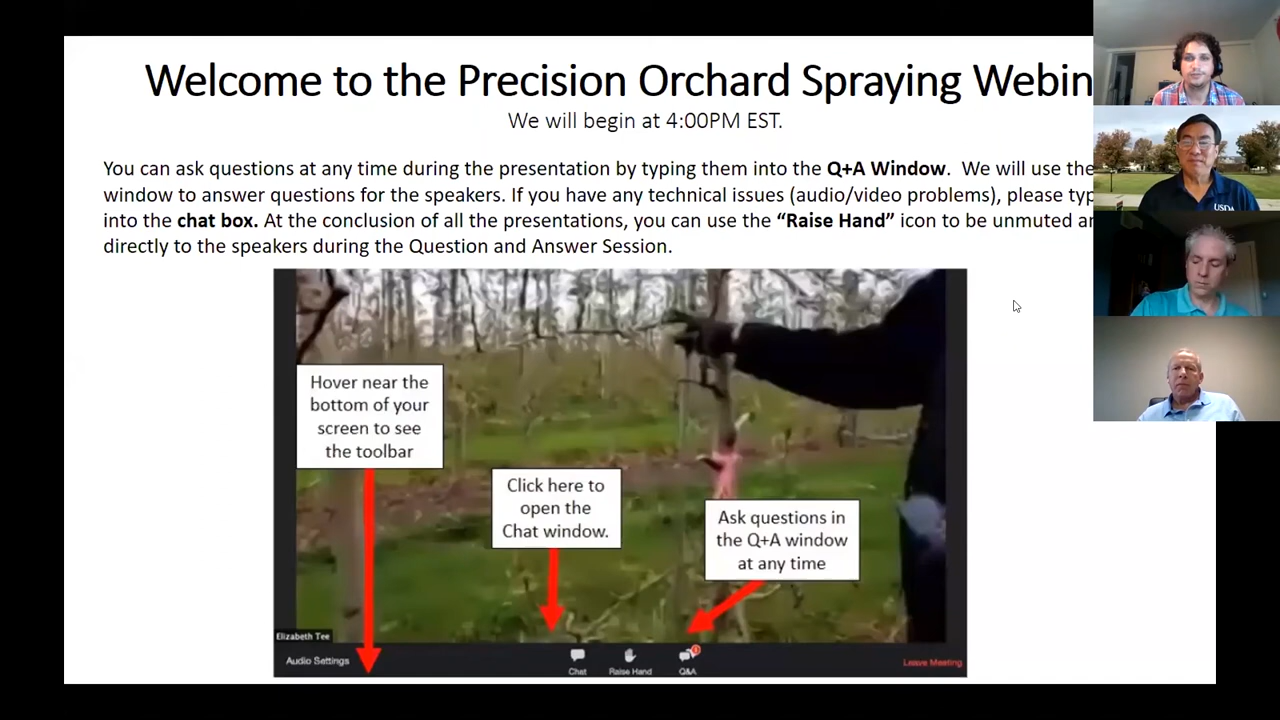 Welcome to the Precision Orchard Spraying Webin
We will begin at 4:00PM EST.
You can ask questions at any time during the presentation by typing them into the Q+A Window. We will use the
window to answer questions for the speakers. If you have any technical issues (audio/video problems), please typ
into the chat box. At the conclusion of all the presentations, you can use the “Raise Hand” icon to be unmuted a
directly to the speakers during the Question and Answer Session.
USDA
Hover near the
bottom of your
screen to see
the toolbar
Click here to
open the
Chat window.
Ask questions in
the Q+A window
at any time
Elizabeth Tee
Audio Settings
Chat
Raise Hand
Q&A
Leave Meeting